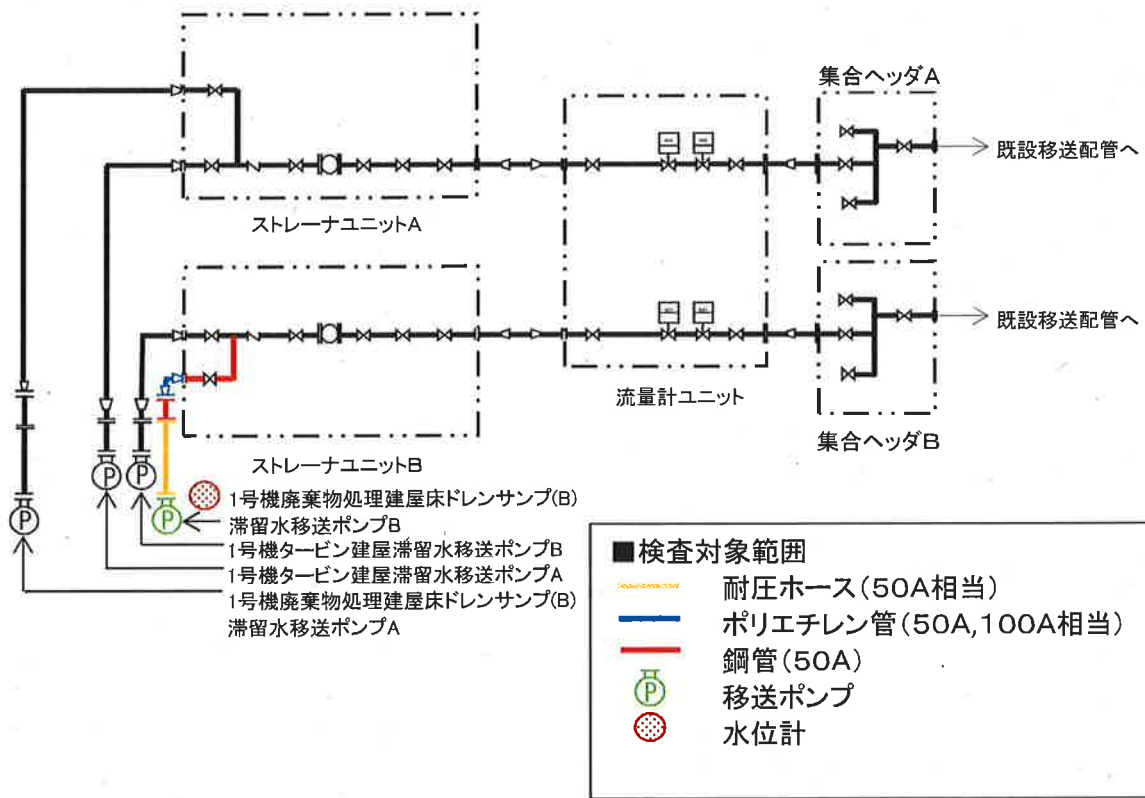 集合ヘッダA
既設移送配管へ
ストレーナユニットA
既設移送配管へ
流量計ユニット
集合ヘッダB
ストレーナユニットB
P
P
P
P
1号機廃棄物処理建屋床ドレンサンプ(B)
滞留水移送ポンプB
1号機タービン建屋滞留水移送ポンプB
1号機タービン建屋滞留水移送ポンプA
1号機廃棄物処理建屋床ドレンサンプ(B)
滞留水移送ポンプA
■検査対象範囲
耐圧ホース(50A相当)
ポリエチレン管(50A,100A相当)
鋼管(50A)
P
移送ポンプ
水位計